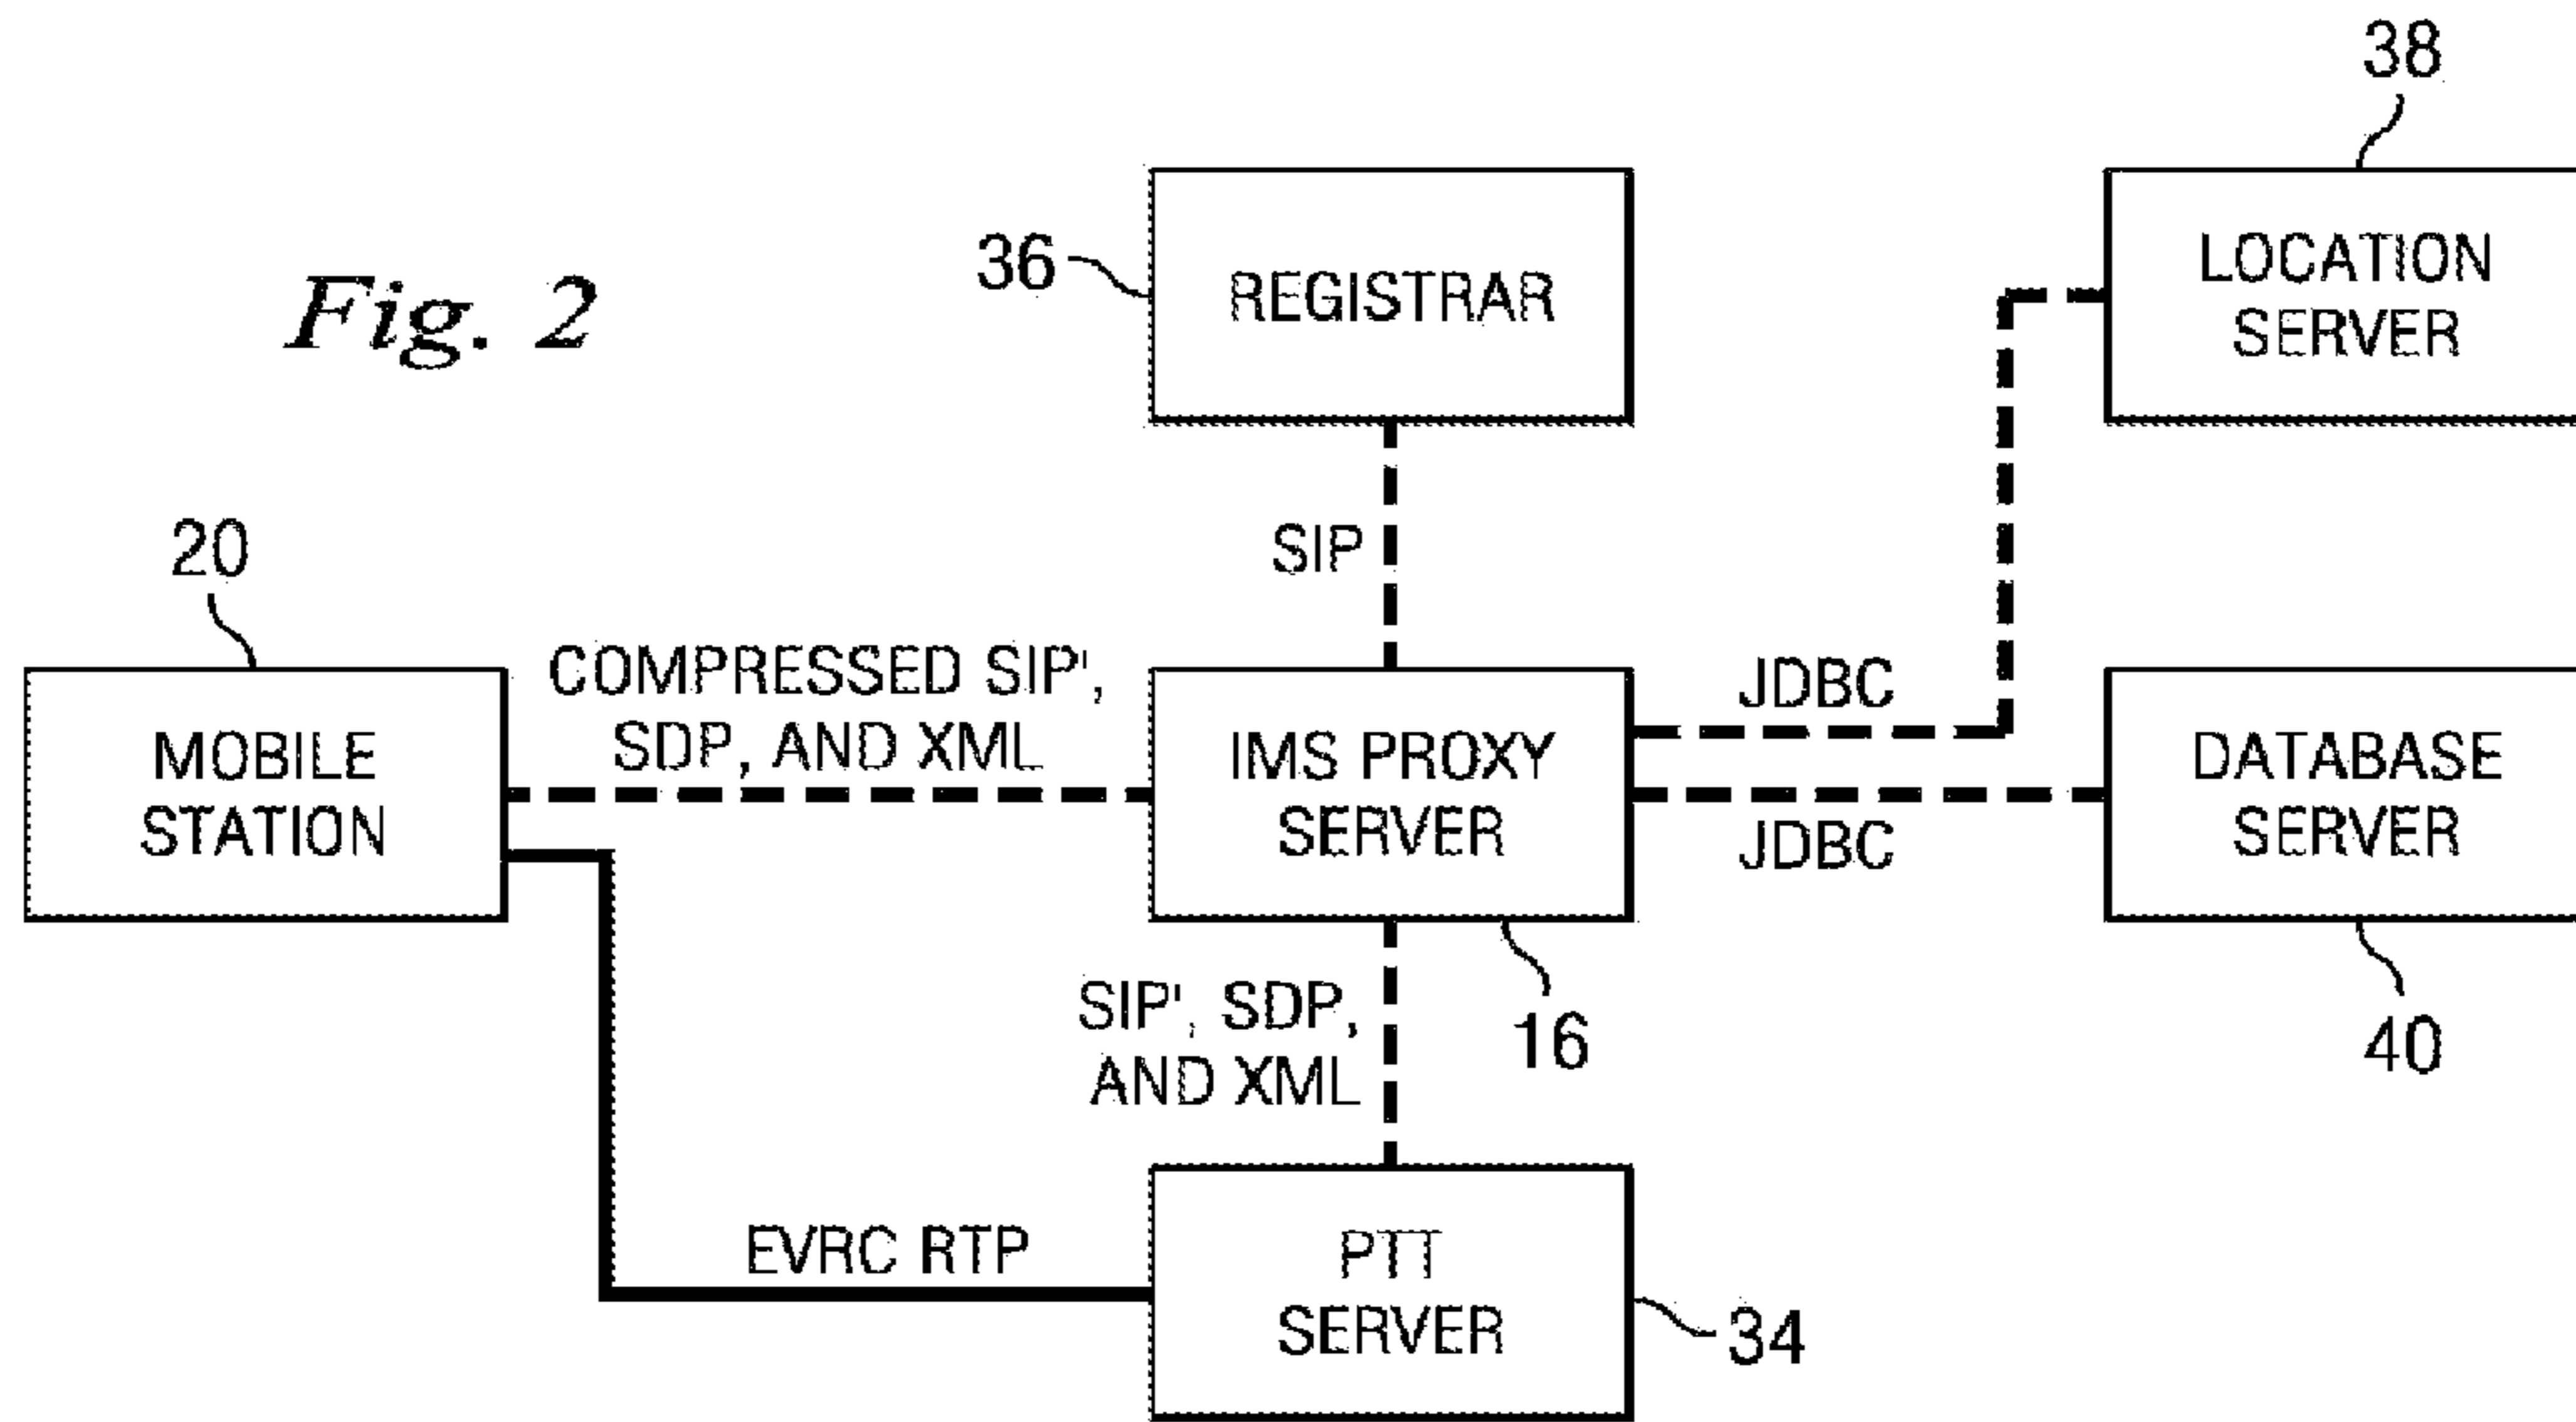 38
Fig. 2
36
REGISTRAR
LOCATION
SERVER
SIP
20
MOBILE
STATION
COMPRESSED SIP',
SDP, AND XML
IMS PROXY
SERVER
16
JDBC
JDBC
DATABASE
SERVER
40
SIP', SDP,
AND XML
EVRC RTP
PTT
SERVER
34